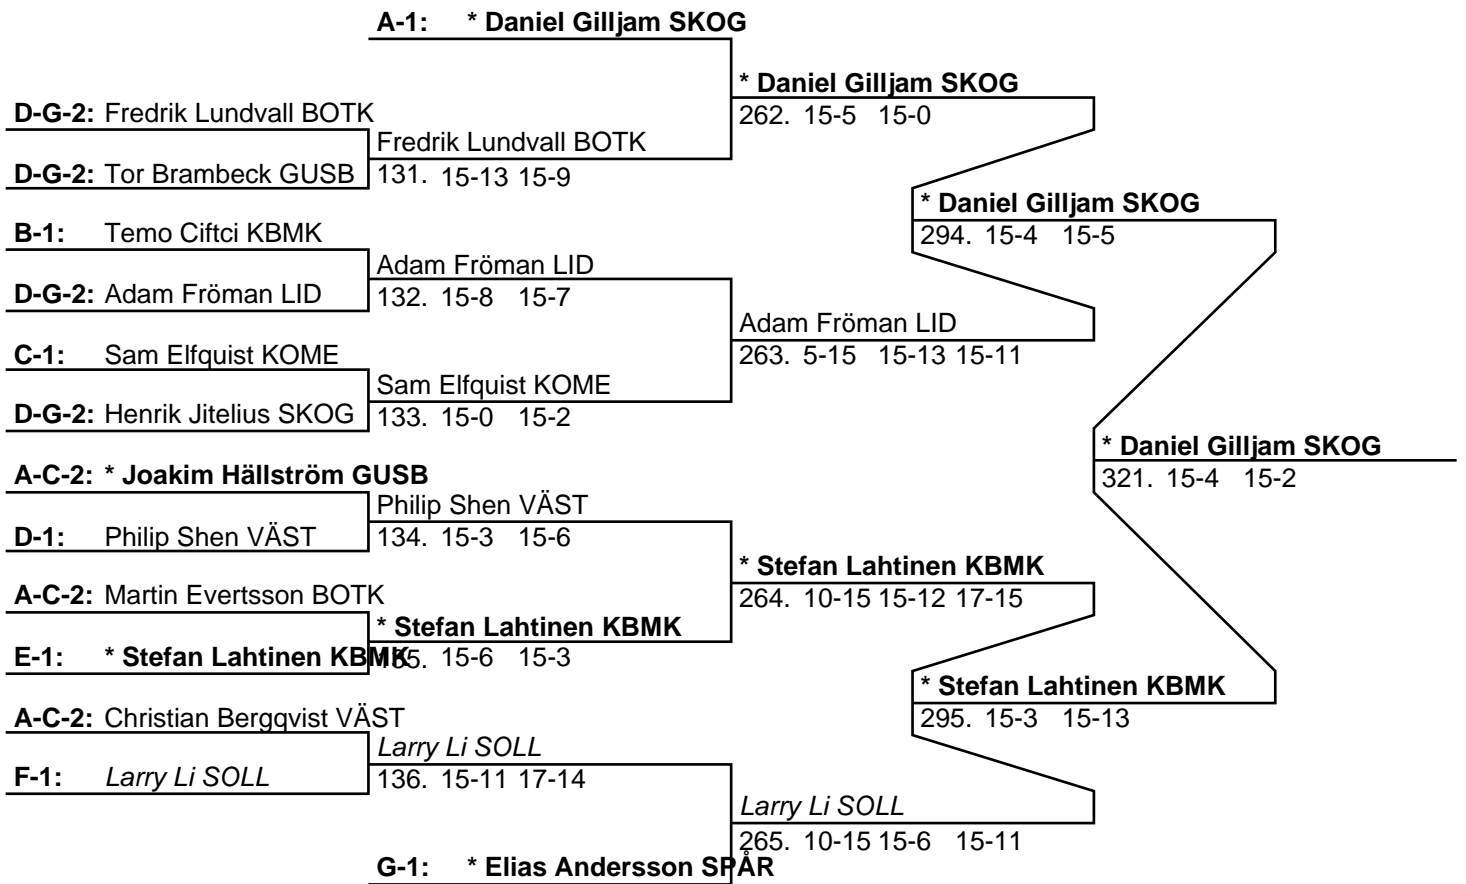 A-1: * Daniel Gilljam SKOG
* Daniel Gilljam SKOG
D-G-2: Fredrik Lundvall BOTK
262. 15-5 15-0
Fredrik Lundvall BOTK
D-G-2: Tor Brambeck GUSB
131. 15-13 15-9
* Daniel Gilljam SKOG
B-1: Temo Ciftci KBMK
294. 15-4 15-5
Adam Fröman LID
D-G-2: Adam Fröman LID
132. 15-8 15-7
Adam Fröman LID
C-1: Sam Elfquist KOME
263. 5-15 15-13 15-11
Sam Elfquist KOME
D-G-2: Henrik Jitelius SKOG
133. 15-0 15-2
* Daniel Gilljam SKOG
A-C-2: * Joakim Hällström GUSB
321. 15-4 15-2
Philip Shen VÄST
D-1: Philip Shen VÄST
134. 15-3 15-6
* Stefan Lahtinen KBMK
A-C-2: Martin Evertsson BOTK
264. 10-15 15-12 17-15
* Stefan Lahtinen KBMK
E-1: * Stefan Lahtinen KBMK
135. 15-6 15-3
* Stefan Lahtinen KBMK
A-C-2: Christian Bergqvist VÄST
295. 15-3 15-13
Larry Li SOLL
F-1: Larry Li SOLL
136. 15-11 17-14
Larry Li SOLL
265. 10-15 15-6 15-11
G-1: * Elias Andersson SPÅR